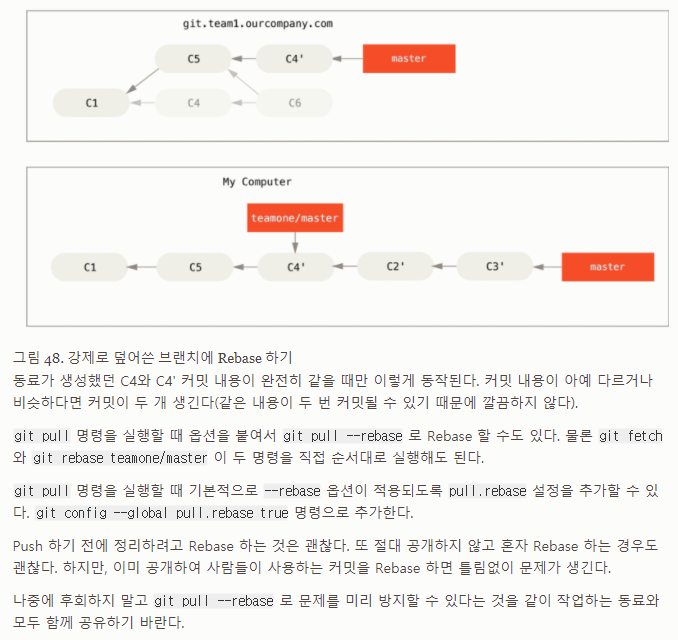 git.team1.ourcompany.com
C5
C4'
master
C1
C4
C6
My Computer
teamone/master
C1
C5
C4'
C2'
C3'
master
그림 48. 강제로 덮어쓴 브랜치에 Rebase 하기
동료가 생성했던 C4와 C4' 커밋 내용이 완전히 같을 때만 이렇게 동작된다. 커밋 내용이 아예 다르거나
비슷하다면 커밋이 두 개 생긴다(같은 내용이 두 번 커밋될 수 있기 때문에 깔끔하지 않다).
git pull 명령을 실행할 때 옵션을 붙여서 git pull --rebase 로 Rebase 할 수도 있다. 물론 git fetch
와 git rebase teamone/master 이 두 명령을 직접 순서대로 실행해도 된다.
git pull 명령을 실행할 때 기본적으로 --rebase 옵션이 적용되도록 pull.rebase 설정을 추가할 수 있
다. git config --global pull.rebase true 명령으로 추가한다.
Push 하기 전에 정리하려고 Rebase 하는 것은 괜찮다. 또 절대 공개하지 않고 혼자 Rebase 하는 경우도
괜찮다. 하지만, 이미 공개하여 사람들이 사용하는 커밋을 Rebase 하면 틀림없이 문제가 생긴다.
나중에 후회하지 말고 git pull --rebase 로 문제를 미리 방지할 수 있다는 것을 같이 작업하는 동료와
모두 함께 공유하기 바란다.